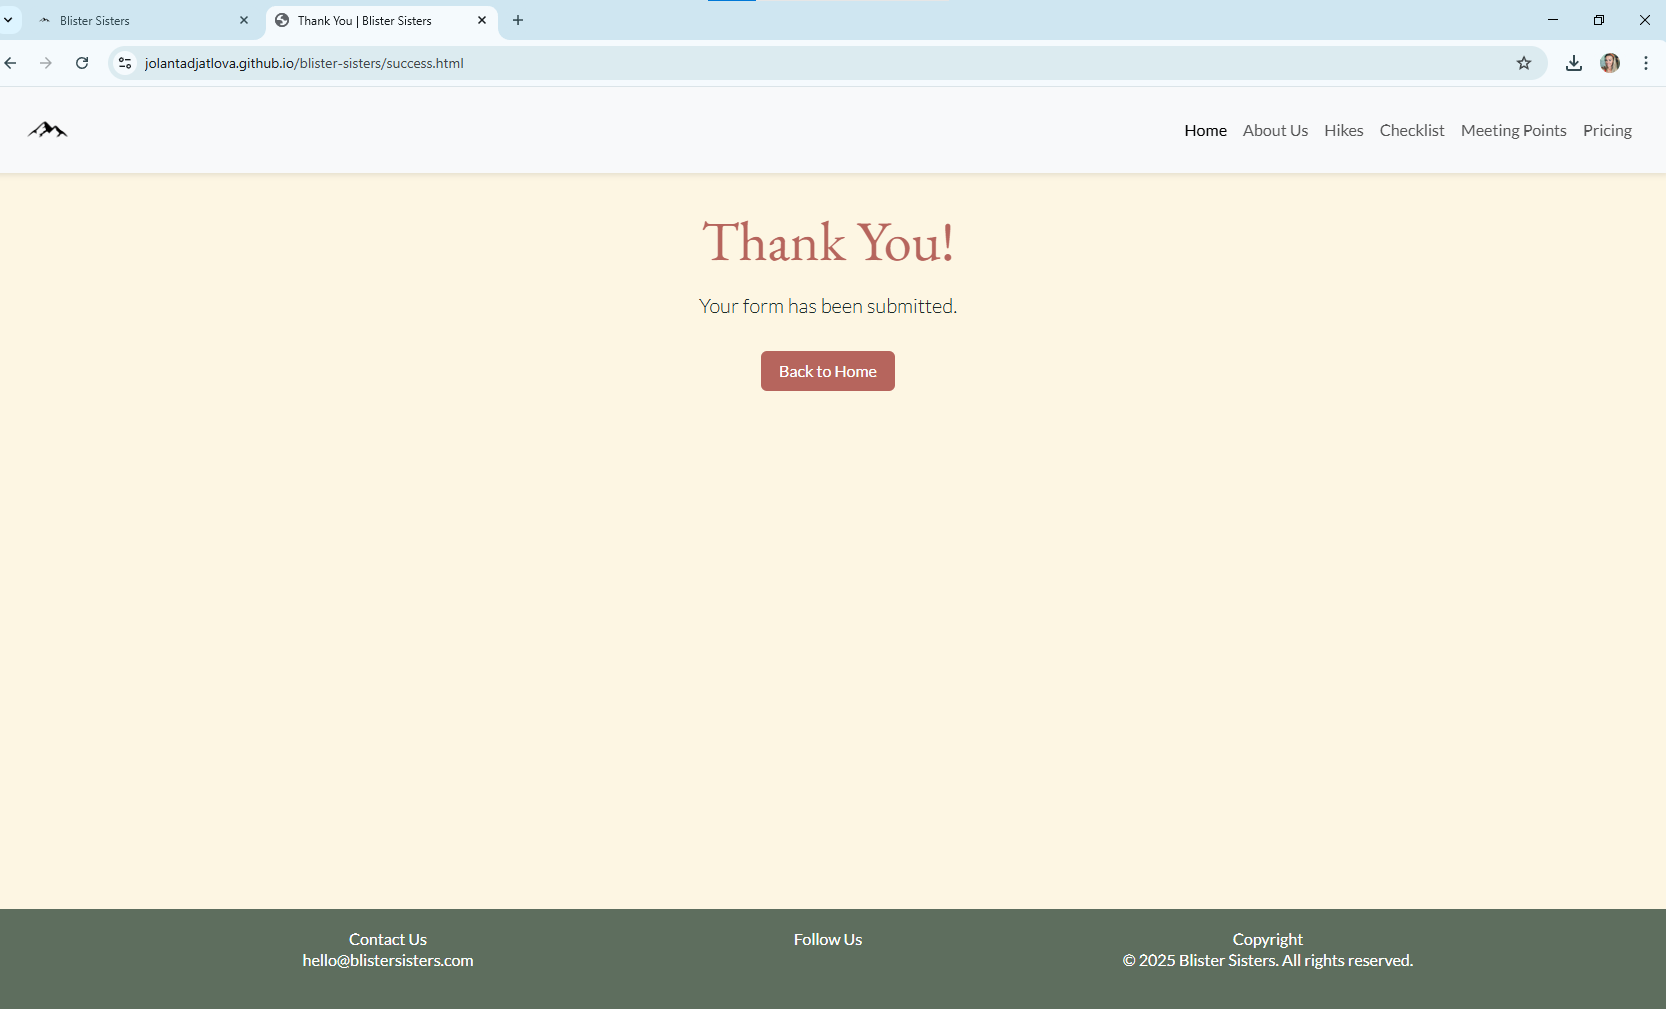 Blister Sisters
Thank You | Blister Sisters
jolantadjatlova.github.io/blister-sisters/success.html
Home About Us Hikes Checklist Meeting Points Pricing
Thank You!
Your form has been submitted.
Back to Home
Contact Us
hello@blistersisters.com
Follow Us
Copyright
© 2025 Blister Sisters. All rights reserved.